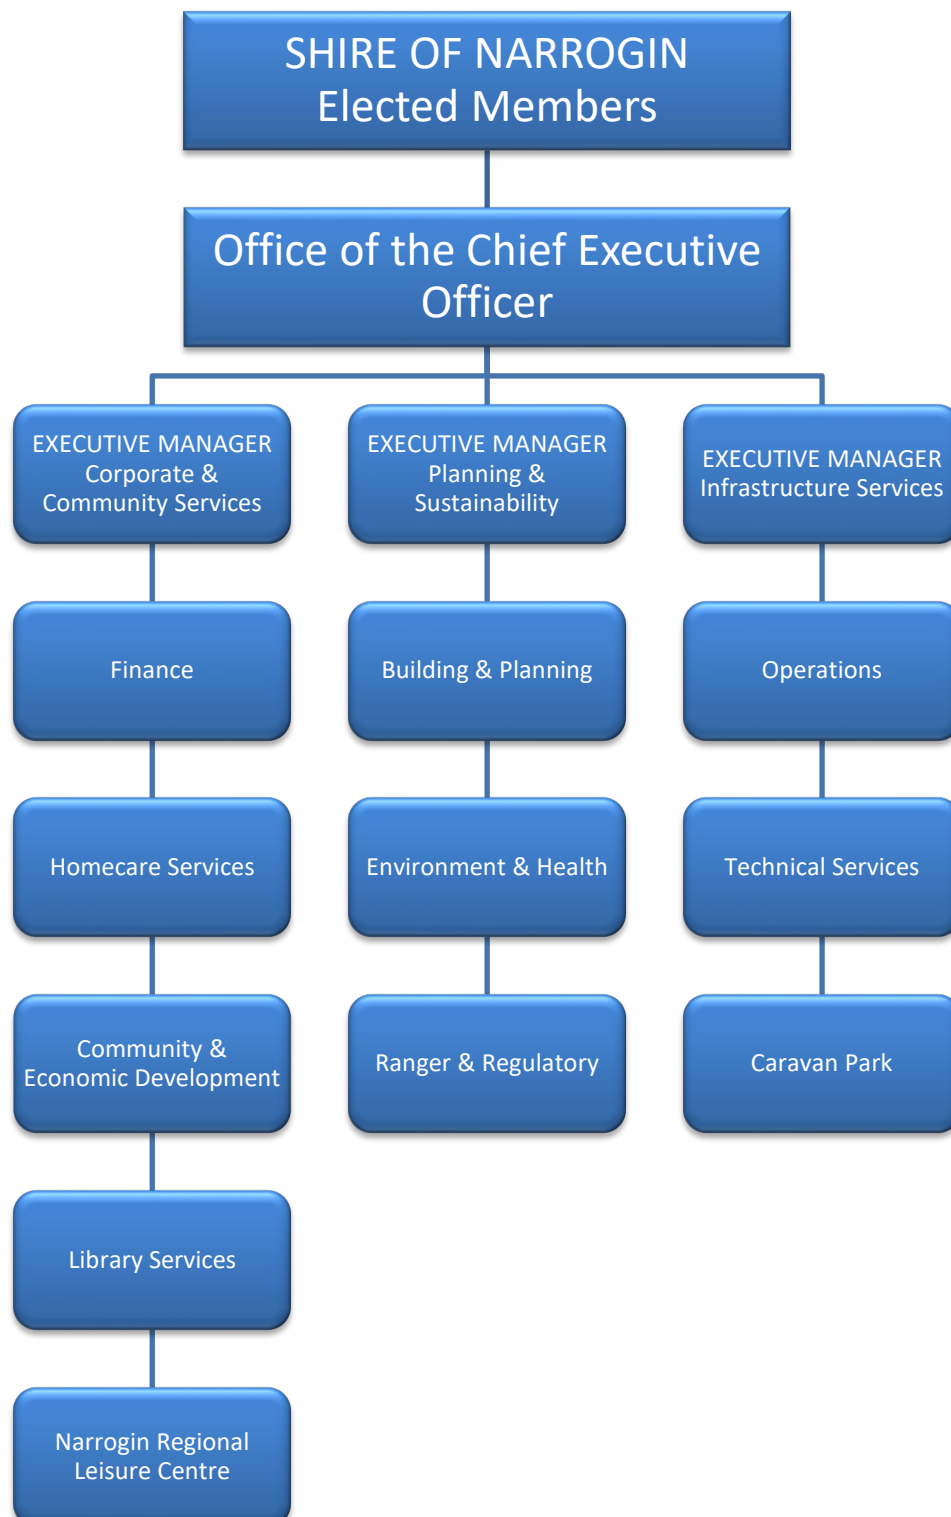 SHIRE OF NARROGIN
Elected Members
Office of the Chief Executive
Officer
EXECUTIVE MANAGER
Corporate &
Community Services
EXECUTIVE MANAGER
Planning &
Sustainability
EXECUTIVE MANAGER
Infrastructure Services
Finance
Building & Planning
Operations
Homecare Services
Environment & Health
Technical Services
Community &
Economic Development
Ranger & Regulatory
Caravan Park
Library Services
Narrogin Regional
Leisure Centre